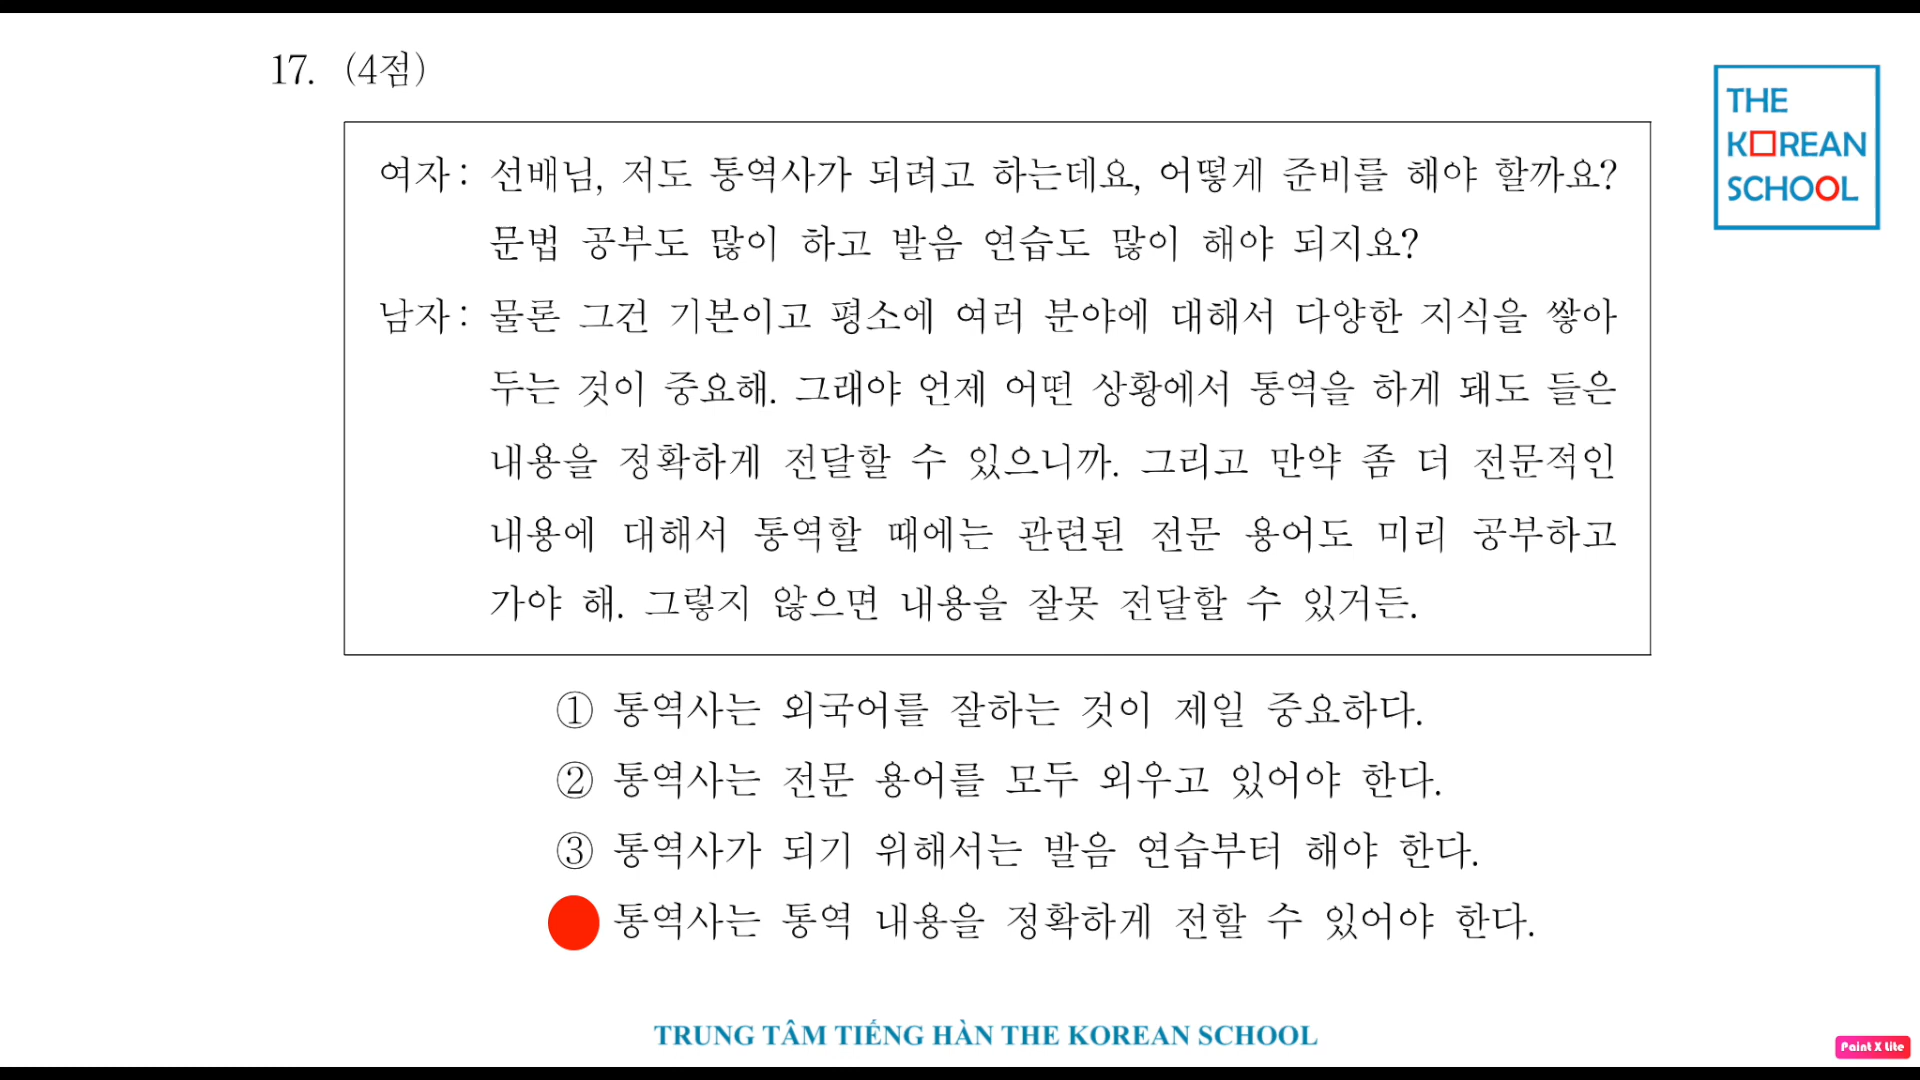 17. (4점)
THE
KOREAN
SCHOOL
여자: 선배님, 저도 통역사가 되려고 하는데요, 어떻게 준비를 해야 할까요?
문법 공부도 많이 하고 발음 연습도 많이 해야 되지요?
남자: 물론 그건 기본이고 평소에 여러 분야에 대해서 다양한 지식을 쌓아
두는 것이 중요해. 그래야 언제 어떤 상황에서 통역을 하게 돼도 들은
내용을 정확하게 전달할 수 있으니까. 그리고 만약 좀 더 전문적인
내용에 대해서 통역할 때에는 관련된 전문 용어도 미리 공부하고
가야 해. 그렇지 않으면 내용을 잘못 전달할 수 있거든.
① 통역사는 외국어를 잘하는 것이 제일 중요하다.
② 통역사는 전문 용어를 모두 외우고 있어야 한다.
③ 통역사가 되기 위해서는 발음 연습부터 해야 한다.
통역사는 통역 내용을 정확하게 전할 수 있어야 한다.
TRUNG TÂM TIẾNG HÀN THE KOREAN SCHOOL
Paint X Lite